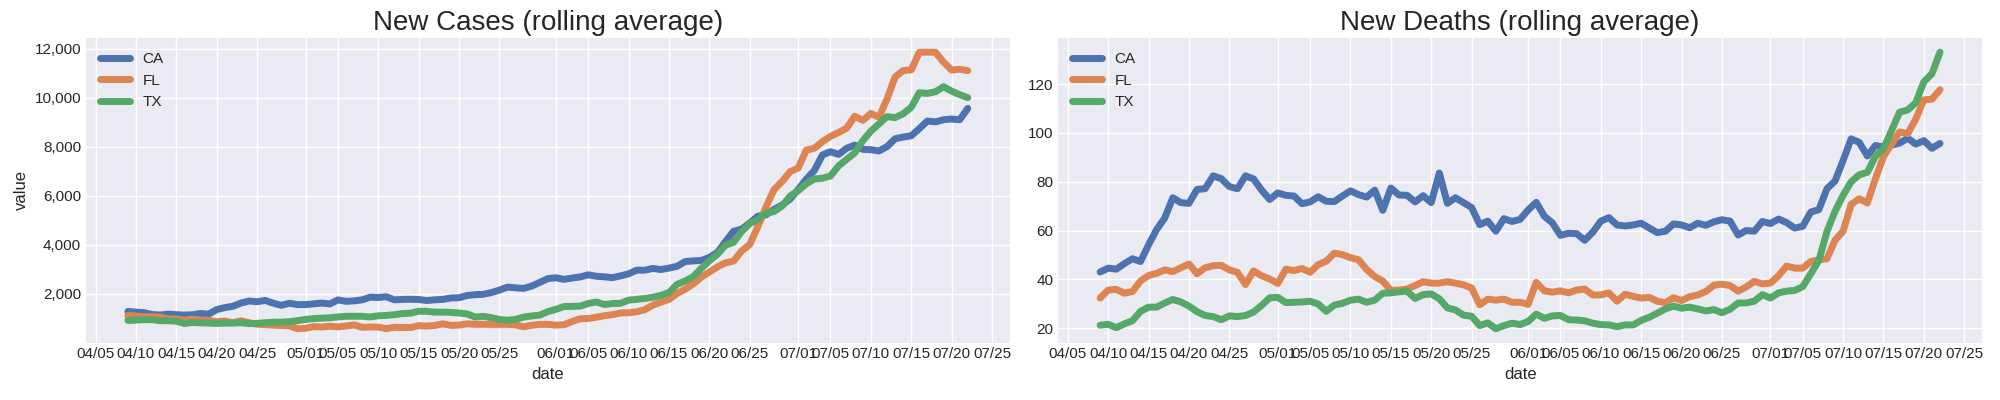 New Cases (rolling average)
12,000
10,000
8,000
6,000
4,000
2,000
value
CA
FL
TX
04/05 04/10 04/15 04/20 04/25 05/01 05/05 05/10 05/15 05/20 05/25 06/01 06/05 06/10 06/15 06/20 06/25 07/01 07/05 07/10 07/15 07/20 07/25
date
New Deaths (rolling average)
120
100
80
60
40
20
CA
FL
TX
04/05 04/10 04/15 04/20 04/25 05/01 05/05 05/10 05/15 05/20 05/25 06/01 06/05 06/10 06/15 06/20 06/25 07/01 07/05 07/10 07/15 07/20 07/25
date